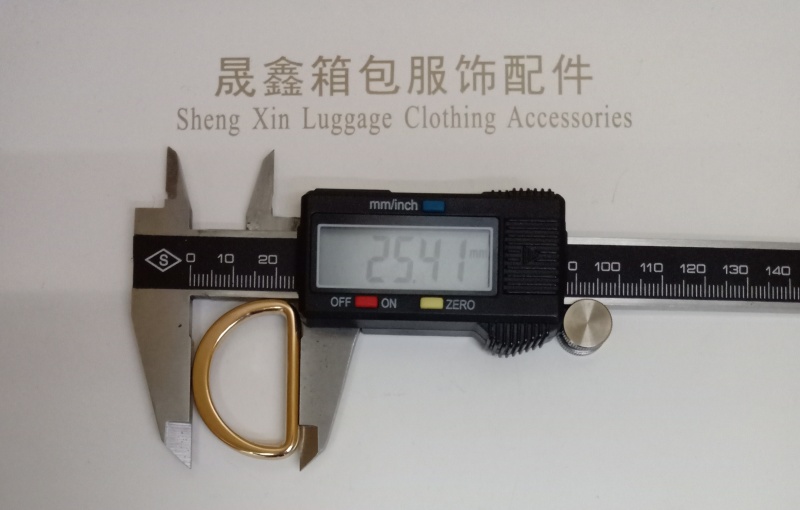 晟鑫箱包服饰配件
Sheng Xin Luggage Clothing Accessories
mm/inch
S 0 10 20
25.41 mm
0 100 110 120 130 140
OFF ON ZERO